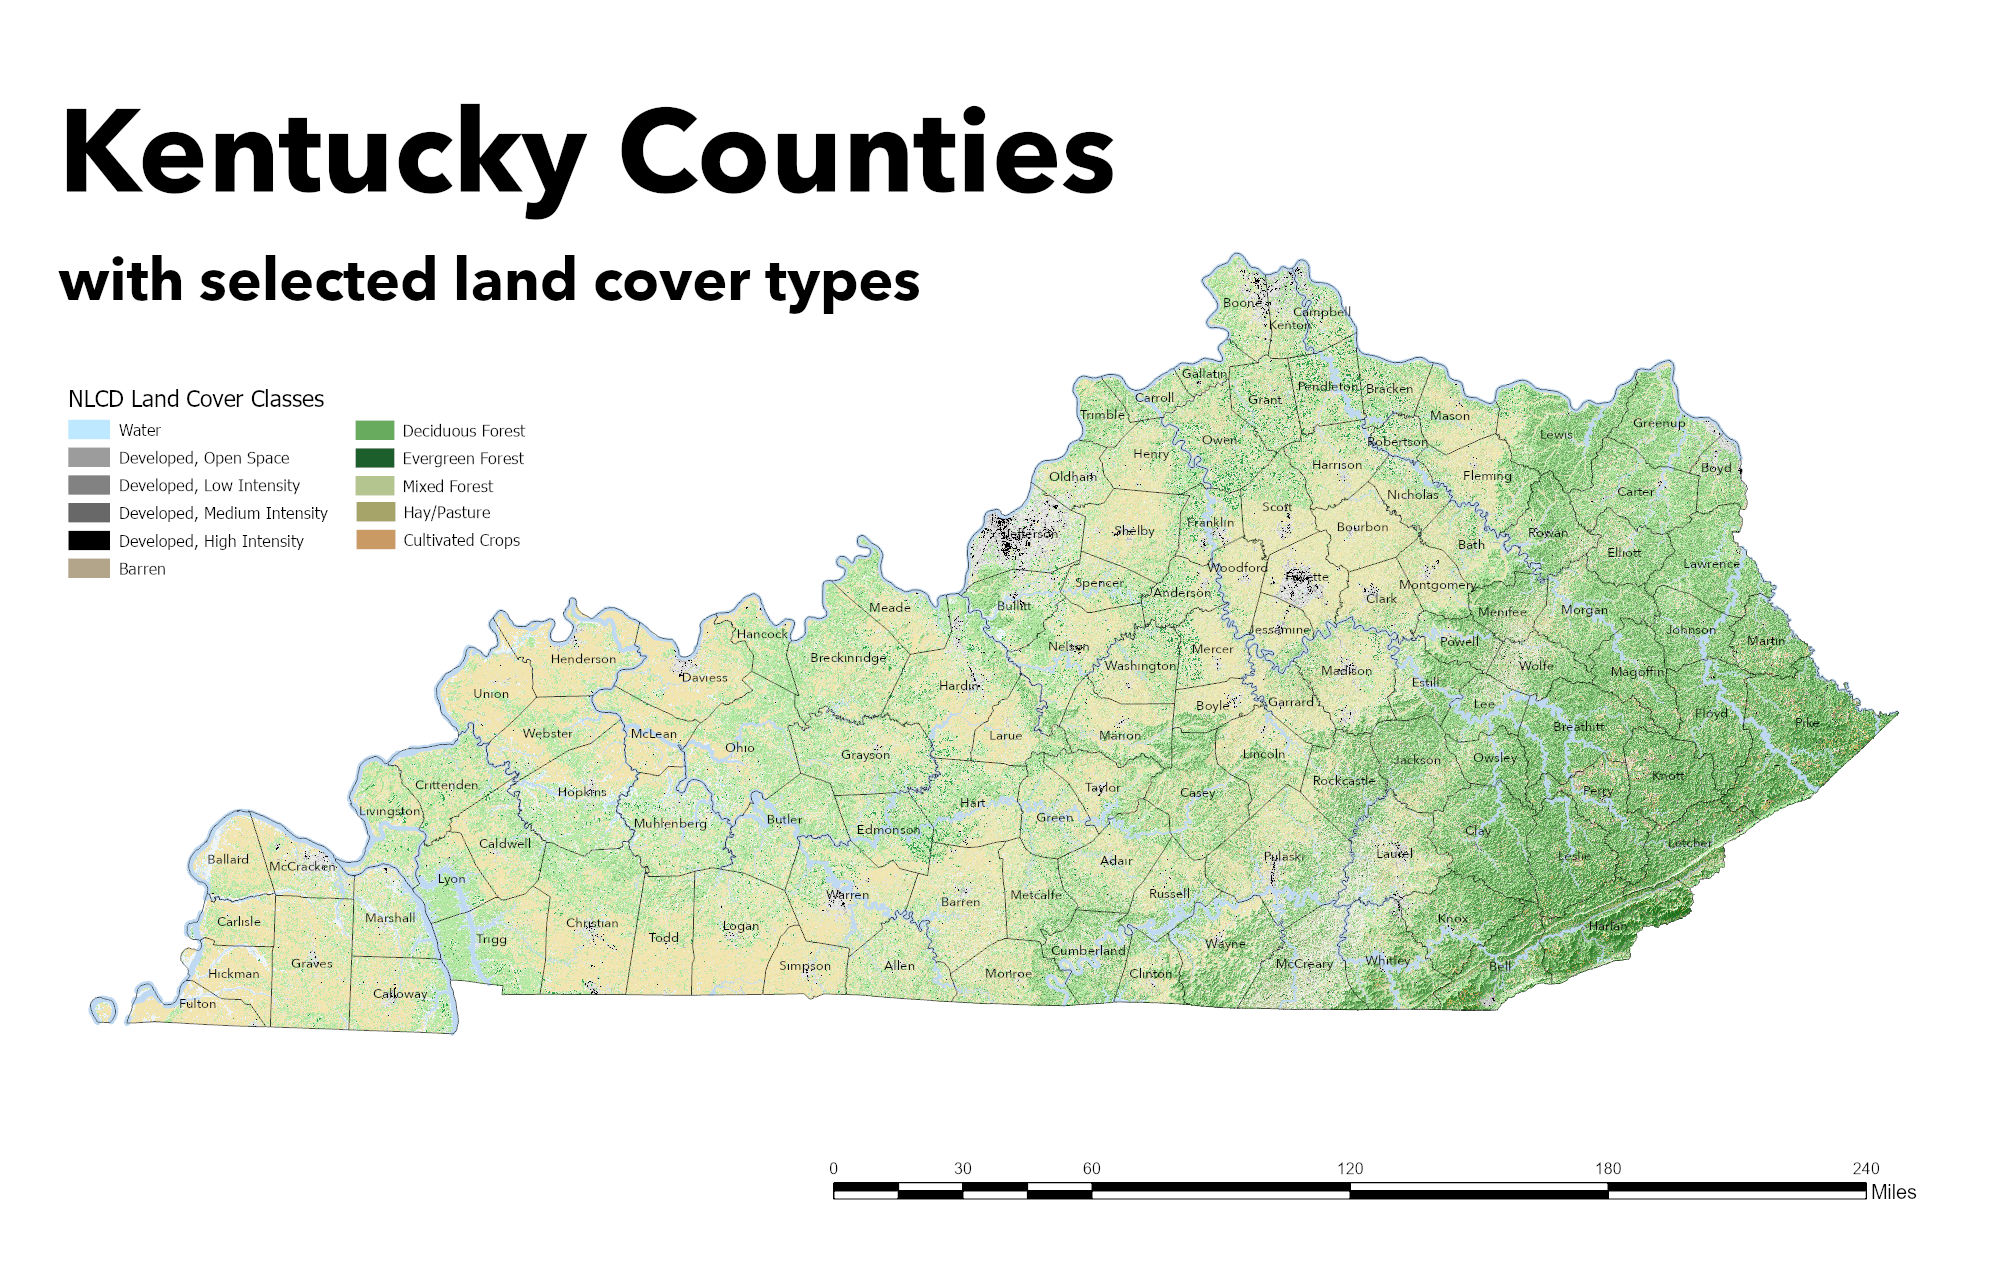 Kentucky Counties
with selected land cover types
NLCD Land Cover Classes
Water
Developed, Open Space
Developed, Low Intensity
Developed, Medium Intensity
Developed, High Intensity
Barren
Deciduous Forest
Evergreen Forest
Mixed Forest
Hay/Pasture
Cultivated Crops
Boone
Campbell
Kenton
Gallatin
Carroll
Trimble
Grant
Pendleton
Bracken
Mason
Lewis
Greenup
Owen
Robertson
Henry
Oldham
Harrison
Fleming
Boyd
Carter
Nicholas
Scott
Franklin
Shelby
Jefferson
Bourbon
Bath
Rowan
Elliott
Lawrence
Woodford
Fayette
Spencer
Anderson
Clark
Montgomery
Menifee
Morgan
Bullitt
Meade
Hancock
Breckinridge
Jessamine
Powell
Johnson
Martin
Nelson
Washington
Mercer
Madison
Wolfe
Magoffin
Henderson
Daviess
Hardin
Estill
Union
Boyle
Garrard
Lee
Floyd
Pike
Breathitt
Webster
McLean
Ohio
Grayson
Larue
Marion
Lincoln
Jackson
Owsley
Knott
Perry
Rockcastle
Crittenden
Hopkins
Taylor
Casey
Livingston
Muhlenberg
Butler
Edmonson
Hart
Green
Clay
Leslie
Letcher
Caldwell
Ballard
McCracken
Adair
Pulaski
Laurel
Lyon
Warren
Barren
Metcalfe
Russell
Carlisle
Marshall
Christian
Todd
Logan
Trigg
Cumberland
Wayne
Knox
Harlan
Hickman
Graves
Simpson
Allen
Monroe
Clinton
McCreary
Whitley
Bell
Fulton
Calloway
0 30 60 120 180 240
Miles